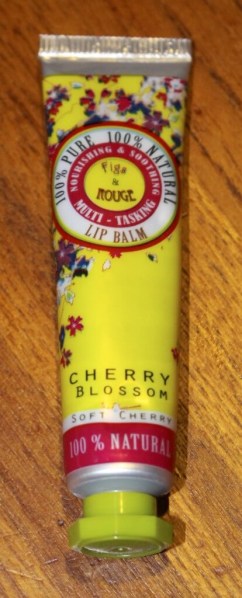 100% PURE 100% NATURAL
NOURISHING & SOOTHING
Figs
&
ROUGE
MULTI - TASKING
LIP BALM
CHERRY
BLOSSOM
SOFT CHERRY
100 % NATURAL